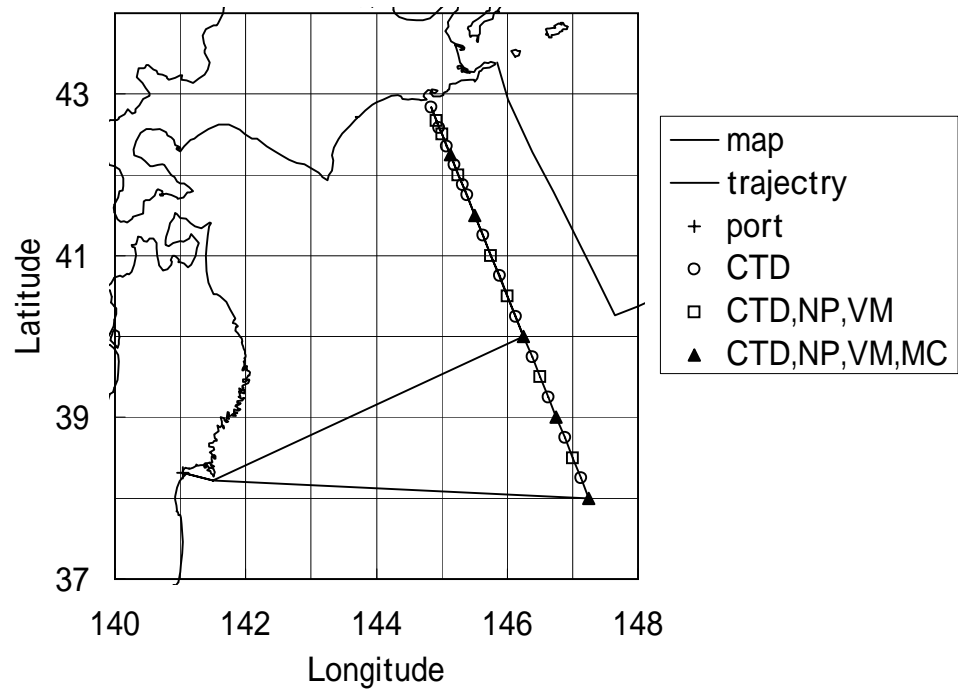 43
41
39
37
140
142
144
146
148
Latitude
Longitude
map
trajectry
port
CTD
CTD,NP,VM
CTD,NP,VM,MC